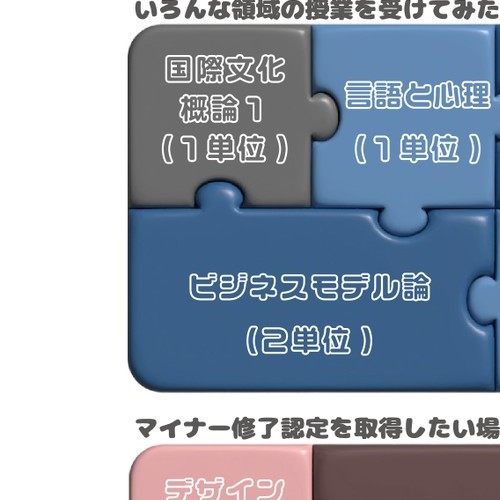 いろんな領域の授業を受けてみた
国際文化
概論1
(1単位)
言語と心理
(1単位)
ビジネスモデル論
(2単位)
マイナー修了認定を取得したい場
デザイン